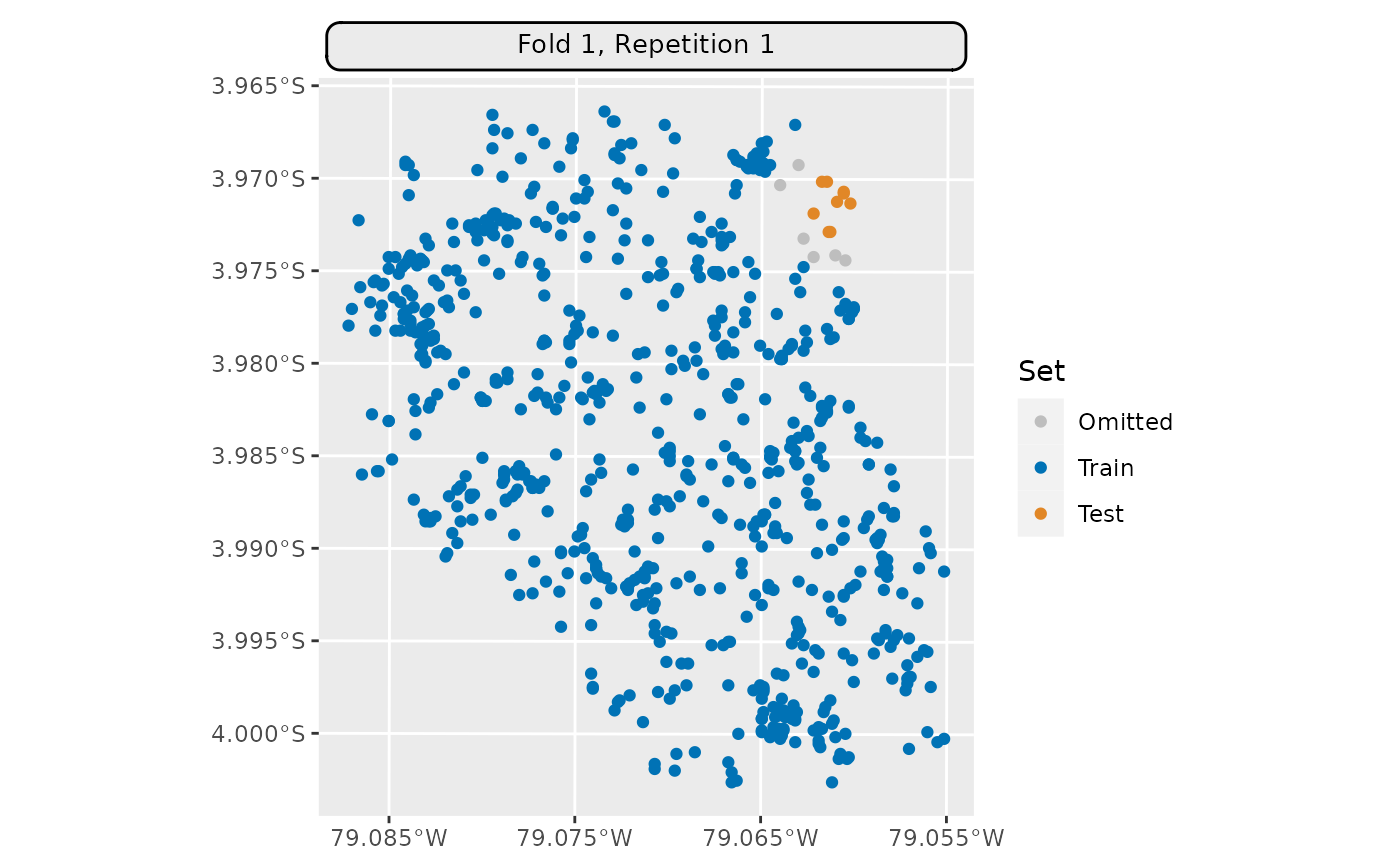 Fold 1, Repetition 1
3.965°S
3.970°S
3.975°S
3.980°S
3.985°S
3.990°S
3.995°S
4.000°S
79.085°W 79.075°W 79.065°W 79.055°W
Set
Omitted
Train
Test